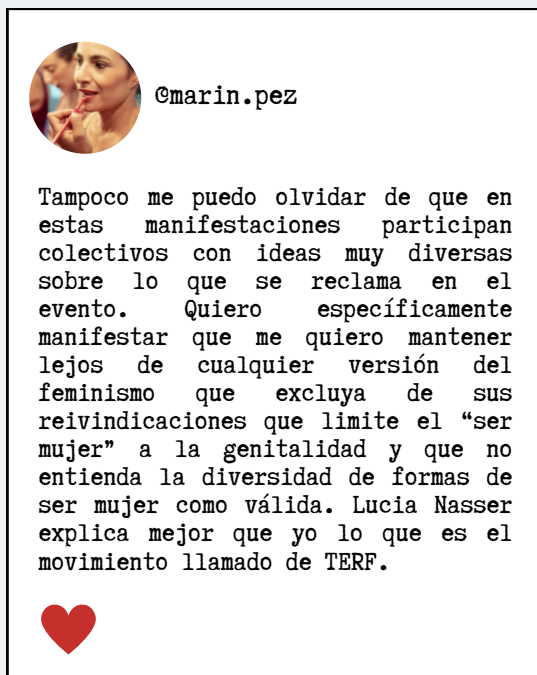 @marin.pez
Tampoco me puedo olvidar de que en
estas manifestaciones participan
colectivos con ideas muy diversas
sobre lo que se reclama en el
evento. Quiero específicamente
manifestar que me quiero mantener
lejos de cualquier versión del
feminismo que excluya de sus
reivindicaciones que limite el “ser
mujer” a la genitalidad y que no
entienda la diversidad de formas de
ser mujer como válida. Lucia Nasser
explica mejor que yo lo que es el
movimiento llamado de TERF.